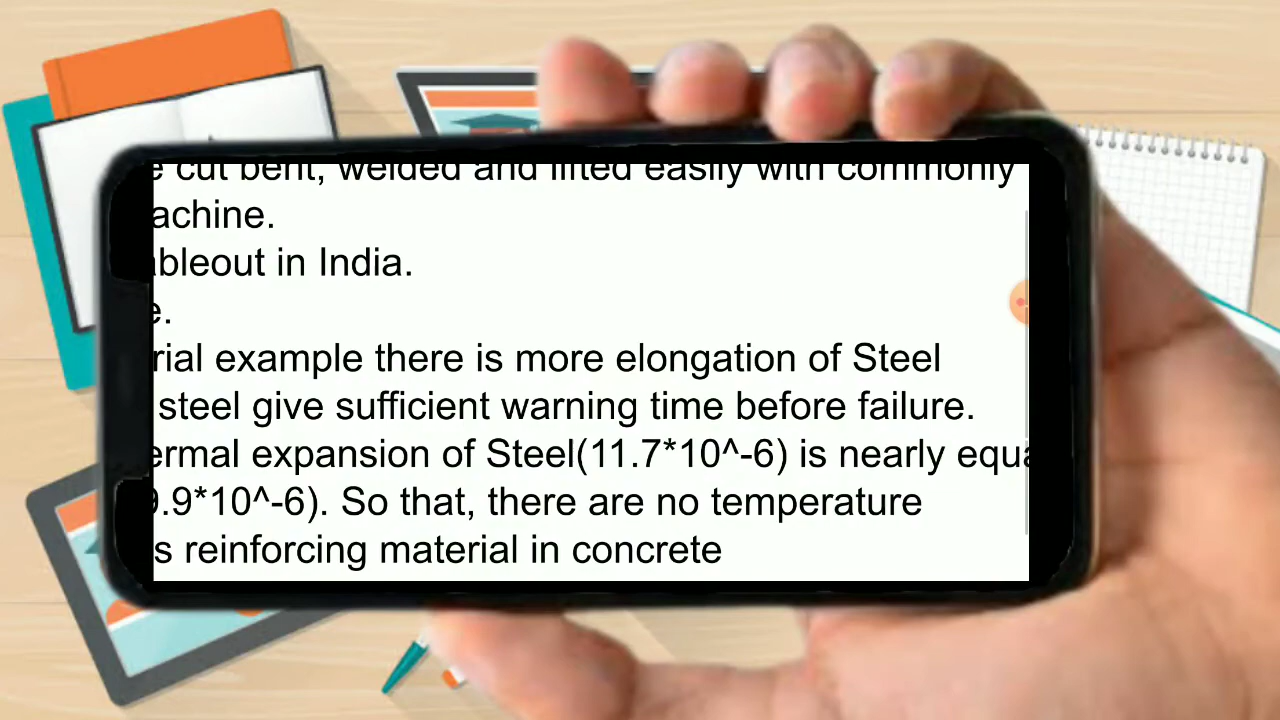 e cut bent, welded and lifted easily with commonly
achine.
ableout in India.
e.
rial example there is more elongation of Steel
steel give sufficient warning time before failure.
ermal expansion of Steel(11.7*10^-6) is nearly equa
9.9*10^-6). So that, there are no temperature
s reinforcing material in concrete